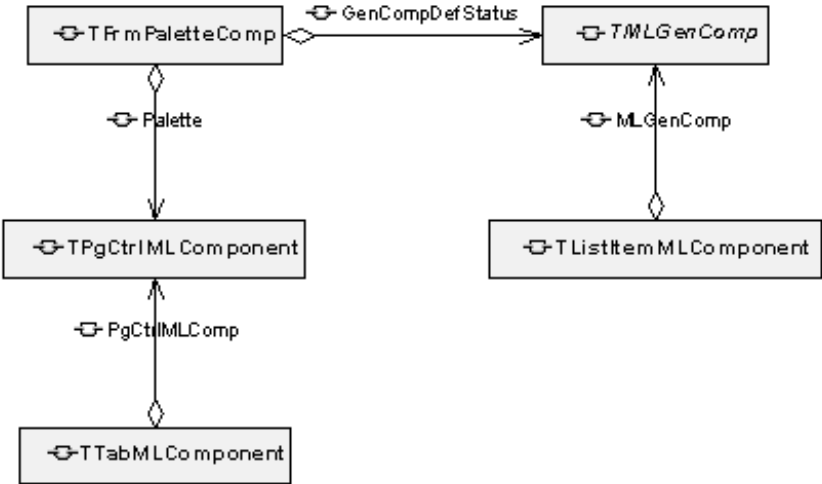 GenCompDefStatus
TFrmPaletteComp
TMLGenComp
Palette
MLGenComp
TPgCtrlMLComponent
TListItemMLComponent
PgCtrlMLComp
TTabMLComponent